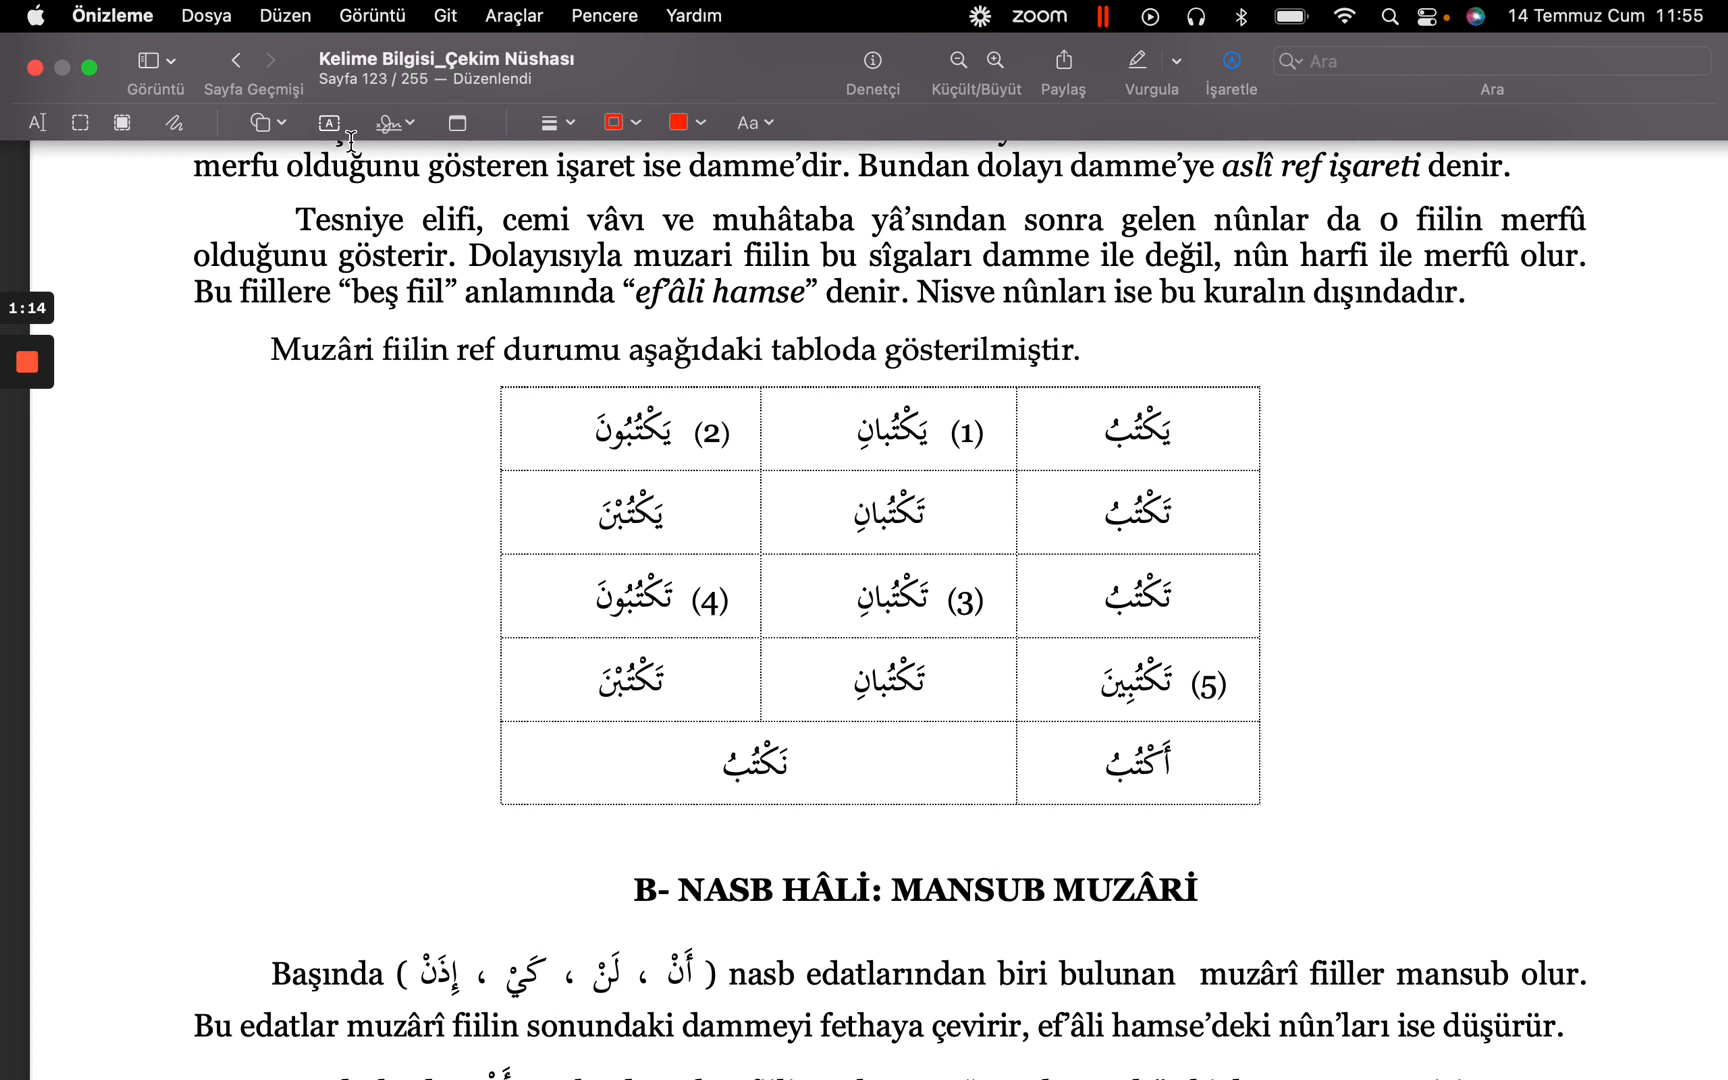 Önizleme Dosya Düzen Görüntü Git Araçlar Pencere Yardım zoom 14 Temmuz Cum 11:55
Kelime Bilgisi_Çekim Nüshası
Sayfa 123 / 255 — Düzenlendi
Ara
Görüntü Sayfa Geçmişi Denetçi Küçült/Büyüt Paylaş Vurgula İşaretle Ara
Aa
merfu olduğunu gösteren işaret ise damme’dir. Bundan dolayı damme’ye aslî ref işareti denir.
Tesniye elifi, cemi vâvı ve muhâtaba yâ’sından sonra gelen nûnlar da o fiilin merfû
olduğunu gösterir. Dolayısıyla muzari fiilin bu sîgaları damme ile değil, nûn harfi ile merfû olur.
1:14
Bu fiillere “beş fiil” anlamında “ef’âli hamse” denir. Nisve nûnları ise bu kuralın dışındadır.
Muzâri fiilin ref durumu aşağıdaki tabloda gösterilmiştir.
يَكْتُبُ (1) يَكْتُبانِ (2) يَكْتُبُونَ
تَكْتُبُ تَكْتُبانِ يَكْتُبْنَ
تَكْتُبُ (3) تَكْتُبانِ (4) تَكْتُبُونَ
(5) تَكْتُبِينَ تَكْتُبانِ تَكْتُبْنَ
أَكْتُبُ نَكْتُبُ
B- NASB HÂLİ: MANSUB MUZÂRİ
Başında ( أَنْ ، لَنْ ، كَيْ ، إِذَنْ ) nasb edatlarından biri bulunan muzârî fiiller mansub olur.
Bu edatlar muzârî fiilin sonundaki dammeyi fethaya çevirir, ef’âli hamse’deki nûn’ları ise düşürür.